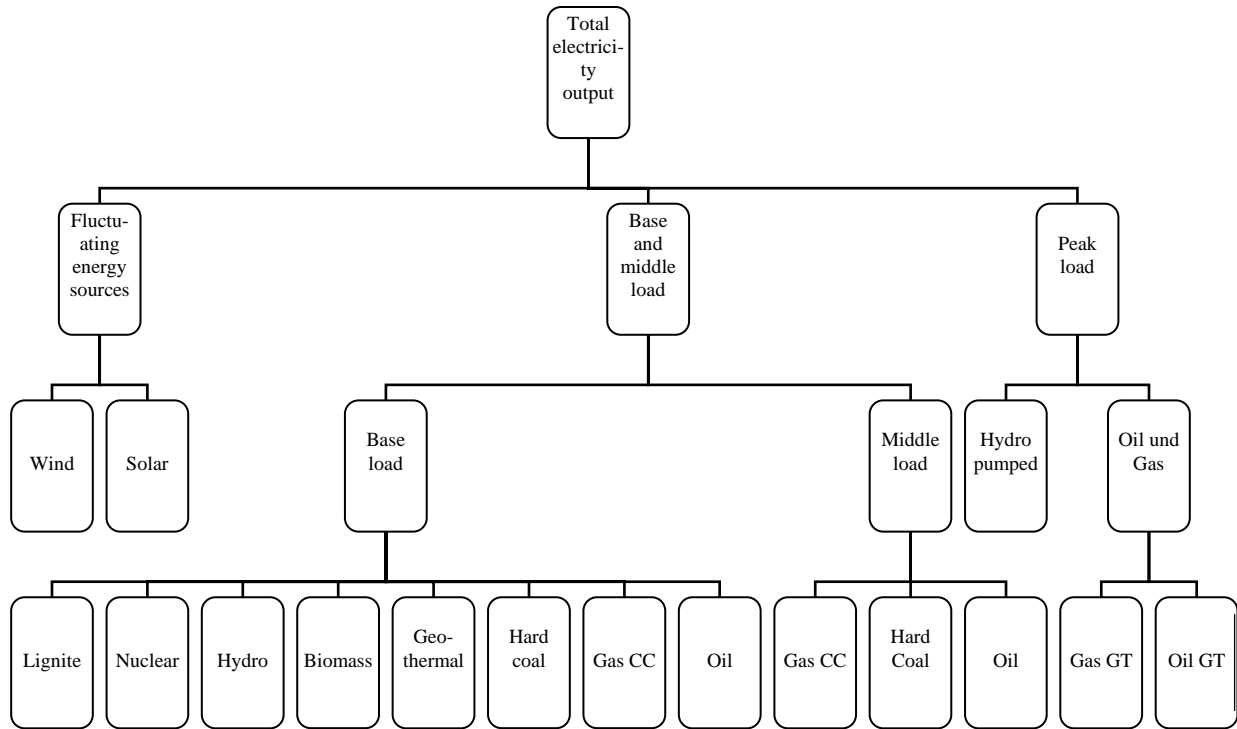 Total
electrici-
ty
output
Fluctu-
ating
energy
sources
Base
and
middle
load
Peak
load
Wind
Solar
Base
load
Middle
load
Hydro
pumped
Oil und
Gas
Lignite
Nuclear
Hydro
Biomass
Geo-
thermal
Hard
coal
Gas CC
Oil
Gas CC
Hard
Coal
Oil
Gas GT
Oil GT